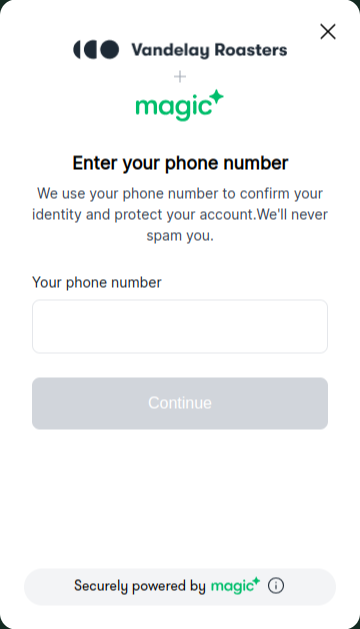 Vandelay Roasters
+
magic
Enter your phone number
We use your phone number to confirm your
identity and protect your account.We'll never
spam you.
Your phone number
Continue
Securely powered by magic